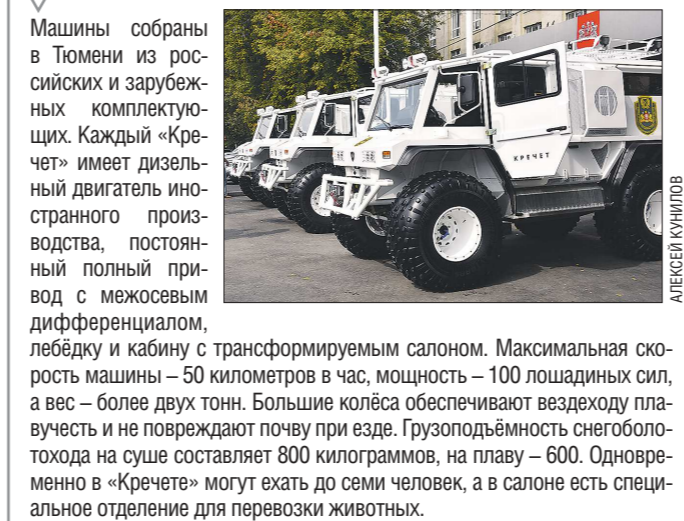 Машины собраны
в Тюмени из рос-
сийских и зарубеж-
ных комплектую-
щих. Каждый «Кре-
чет» имеет дизель-
ный двигатель ино-
странного произ-
водства, постоян-
ный полный при-
вод с межосевым
дифференциалом,
лебёдку и кабину с трансформируемым салоном. Максимальная ско-
рость машины – 50 километров в час, мощность – 100 лошадиных сил,
а вес – более двух тонн. Большие колёса обеспечивают вездеходу пла-
вучесть и не повреждают почву при езде. Грузоподъёмность снегоболо-
тохода на суше составляет 800 килограммов, на плаву – 600. Одновре-
менно в «Кречете» могут ехать до семи человек, а в салоне есть специ-
альное отделение для перевозки животных.
КРЕЧЕТ
АЛЕКСЕЙ КУНИЛОВ